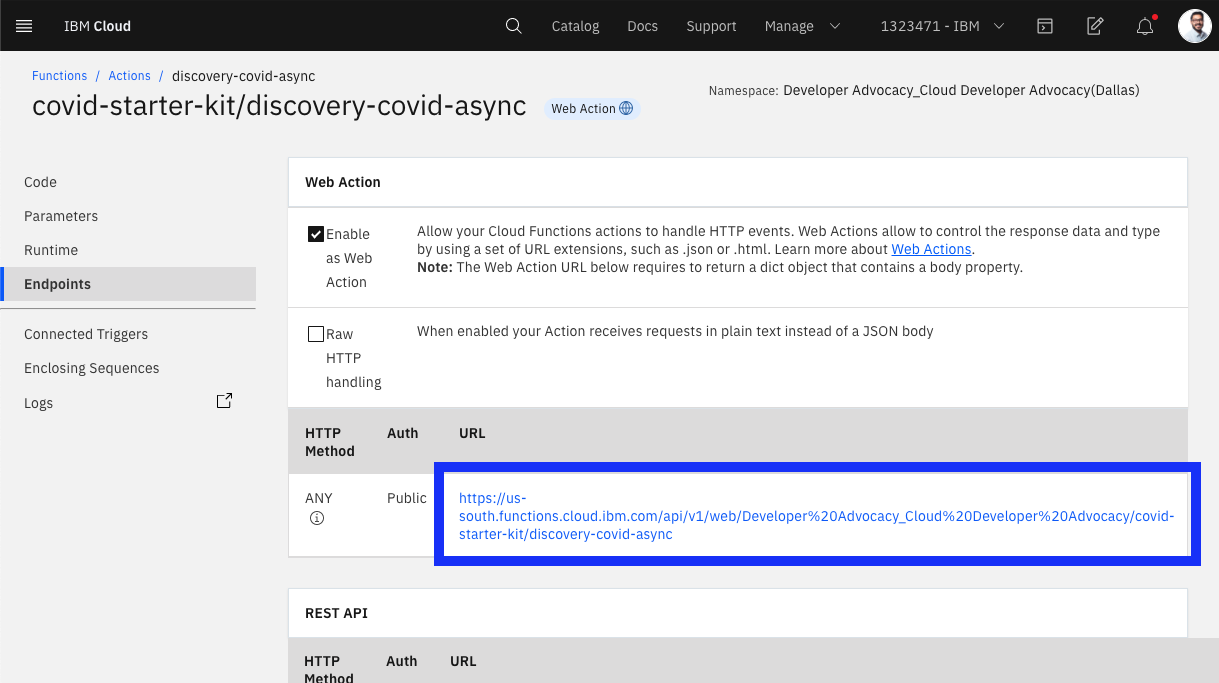 IBM Cloud
Catalog
Docs
Support
Manage
1323471 - IBM
Functions / Actions / discovery-covid-async
covid-starter-kit/discovery-covid-async
Web Action
Namespace: Developer Advocacy_Cloud Developer Advocacy(Dallas)
Code
Parameters
Runtime
Endpoints
Connected Triggers
Enclosing Sequences
Logs
Web Action
Enable
as Web
Action
Allow your Cloud Functions actions to handle HTTP events. Web Actions allow to control the response data and type
by using a set of URL extensions, such as .json or .html. Learn more about Web Actions.
Note: The Web Action URL below requires to return a dict object that contains a body property.
Raw
HTTP
handling
When enabled your Action receives requests in plain text instead of a JSON body
HTTP
Method
Auth
URL
ANY
Public
https://us-
south.functions.cloud.ibm.com/api/v1/web/Developer%20Advocacy_Cloud%20Developer%20Advocacy/covid-
starter-kit/discovery-covid-async
REST API
HTTP
Method
Auth
URL